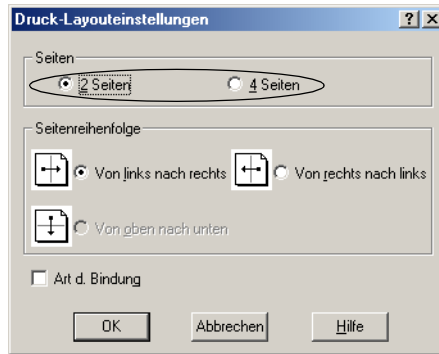 Druck-Layouteinstellungen
Seiten
2 Seiten 4 Seiten
Seitenreihenfolge
Von links nach rechts Von rechts nach links
Von oben nach unten
Art d. Bindung
OK Abbrechen Hilfe